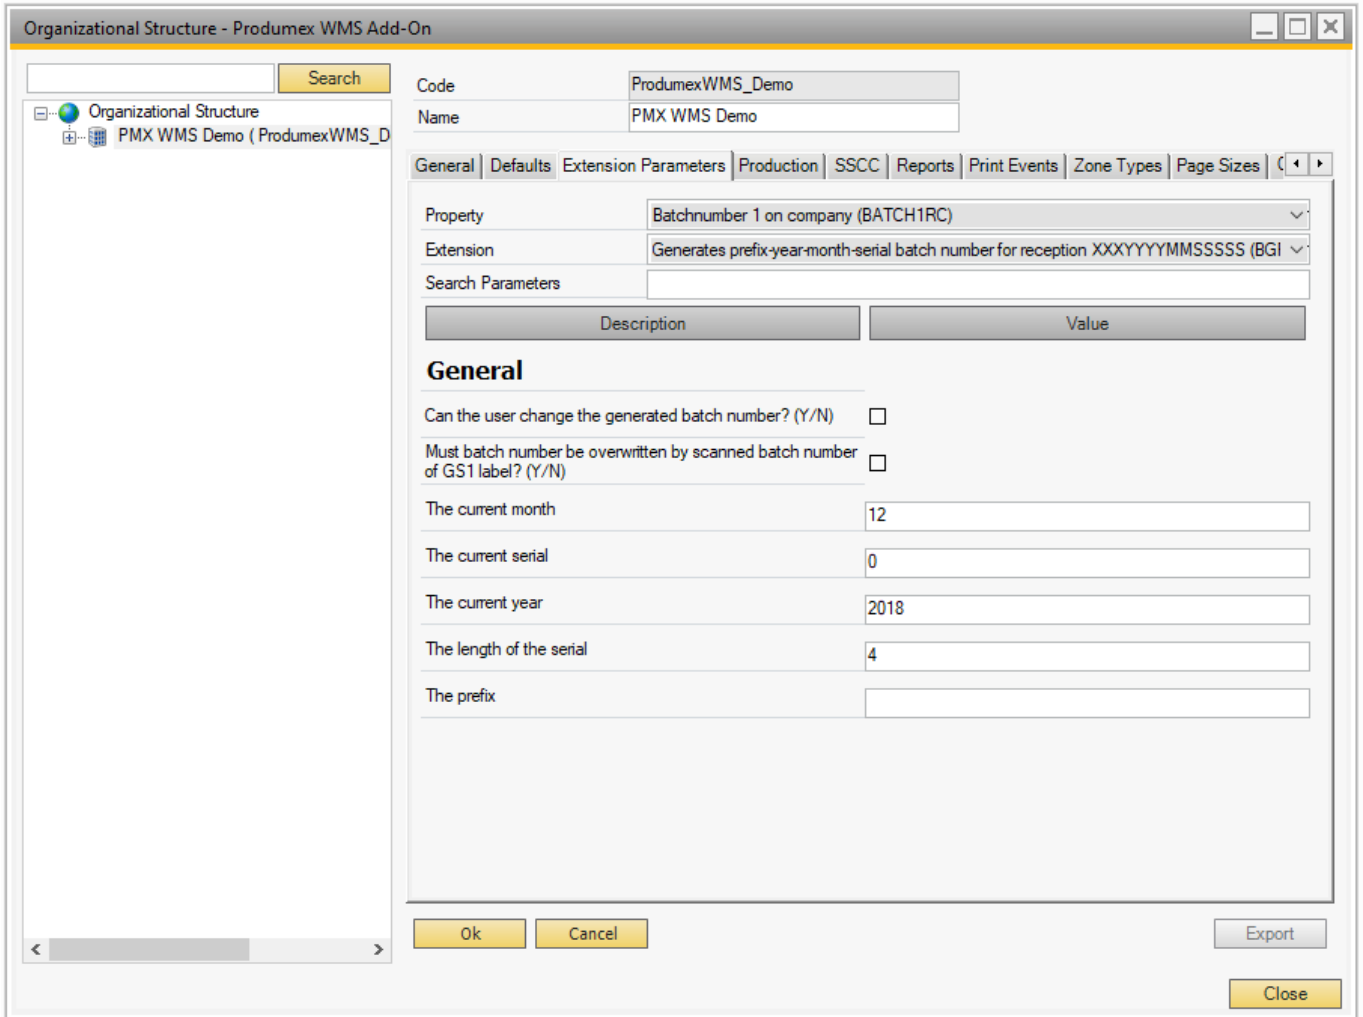 Organizational Structure - Produmex WMS Add-On
Search
Organizational Structure
PMX WMS Demo ( ProdumexWMS_D
Code
ProdumexWMS_Demo
Name
PMX WMS Demo
General
Defaults
Extension Parameters
Production
SSCC
Reports
Print Events
Zone Types
Page Sizes
Property
Batchnumber 1 on company (BATCH1RC)
Extension
Generates prefix-year-month-serial batch number for reception XXXYYYYMMSSSSS (BGI
Search Parameters
Description
Value
General
Can the user change the generated batch number? (Y/N)
Must batch number be overwritten by scanned batch number
of GS1 label? (Y/N)
The current month
12
The current serial
0
The current year
2018
The length of the serial
4
The prefix
Ok
Cancel
Export
Close